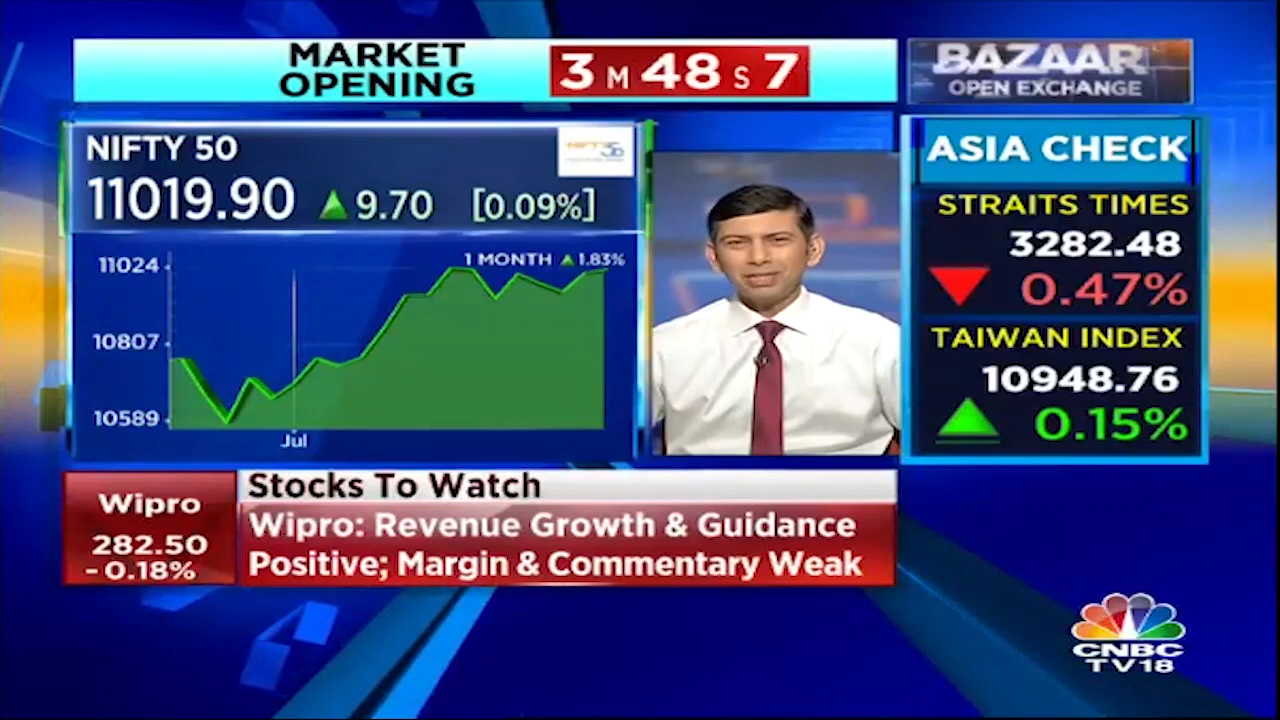 MARKET
OPENING
3 M 48 S 7
BAZAAR
OPEN EXCHANGE
NIFTY 50
11019.90 ▲ 9.70 [0.09%]
1 MONTH ▲ 1.83%
11024
10807
10589
Jul
ASIA CHECK
STRAITS TIMES
3282.48
0.47%
TAIWAN INDEX
10948.76
0.15%
Wipro
282.50
-0.18%
Stocks To Watch
Wipro: Revenue Growth & Guidance
Positive; Margin & Commentary Weak
CNBC
TV18